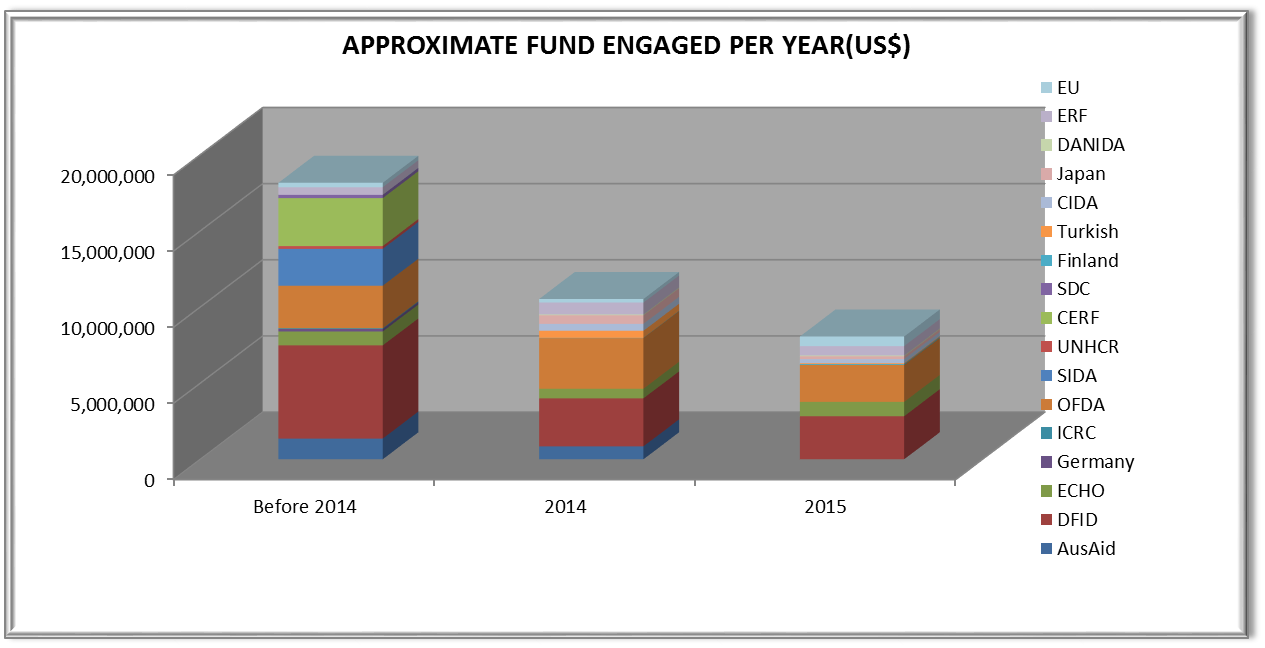 APPROXIMATE FUND ENGAGED PER YEAR(US$)
20,000,000
15,000,000
10,000,000
5,000,000
0
Before 2014
2014
2015
EU
ERF
DANIDA
Japan
CIDA
Turkish
Finland
SDC
CERF
UNHCR
SIDA
OFDA
ICRC
Germany
ECHO
DFID
AusAid